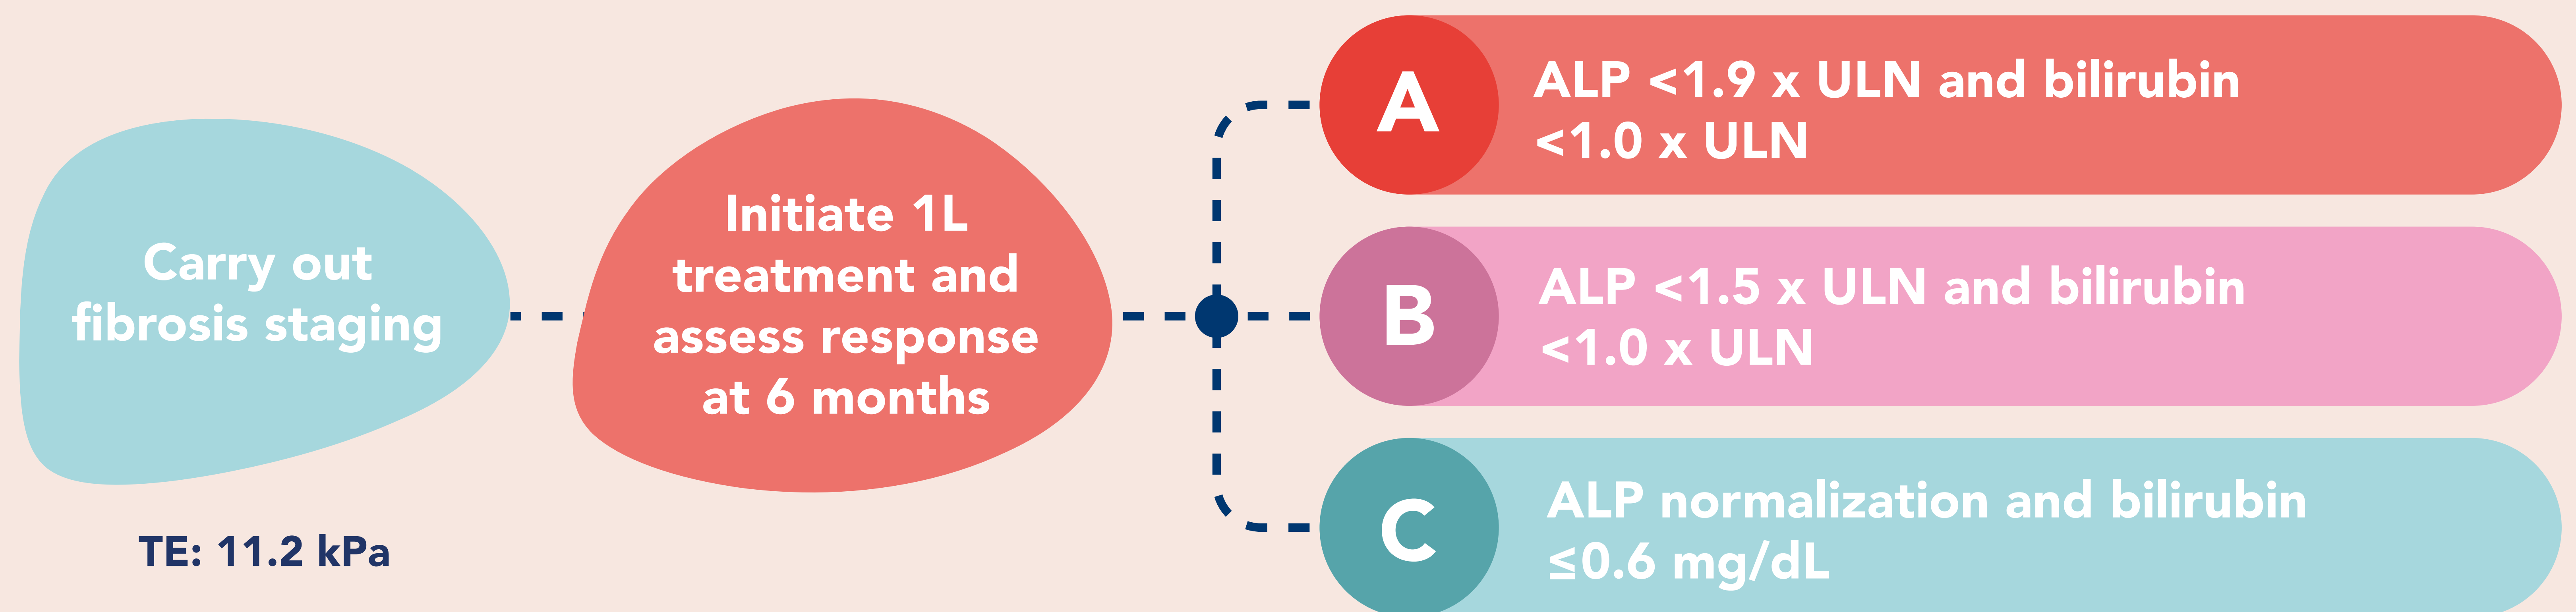 Carry out
fibrosis staging
TE: 11.2 kPa
Initiate 1L
treatment and
assess response
at 6 months
A
ALP <1.9 x ULN and bilirubin
<1.0 x ULN
B
ALP <1.5 x ULN and bilirubin
<1.0 x ULN
C
ALP normalization and bilirubin
≤0.6 mg/dL